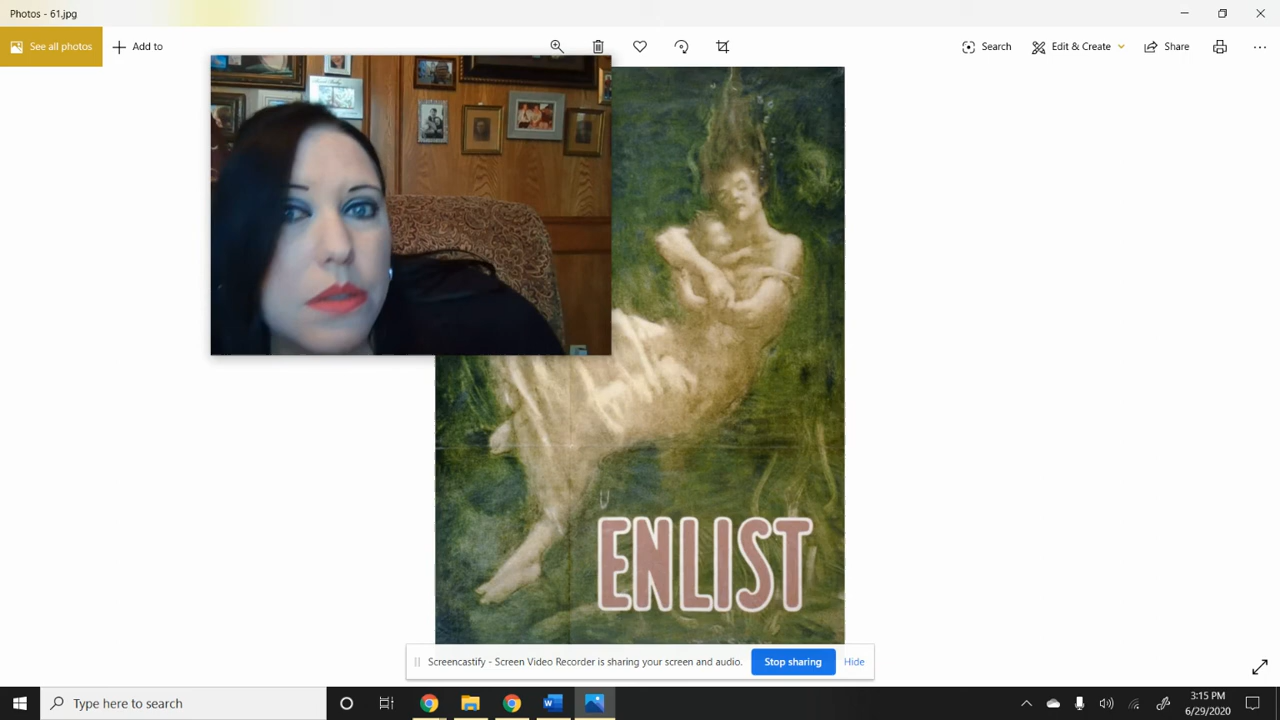 Photos - 61.jpg
See all photos
Add to
Search
Edit & Create
Share
ENLIST
Screencastify - Screen Video Recorder is sharing your screen and audio.
Stop sharing
Hide
Type here to search
3:15 PM
6/29/2020